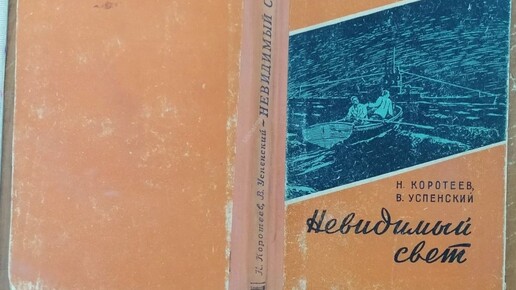 Н. Коротеев, В. Успенский – НЕВИДИМЫЙ С
Н. КОРОТЕЕВ,
В. УСПЕНСКИЙ
Невидимый
свет